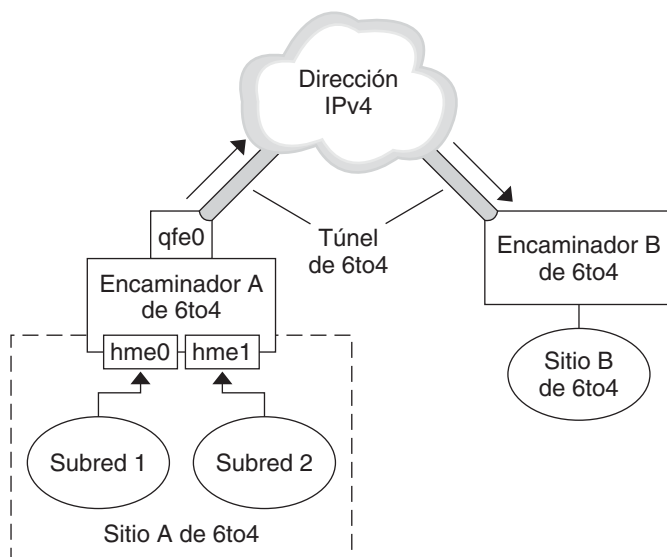 Dirección
IPv4
qfe0
Túnel
de 6to4
Encaminador A
de 6to4
Encaminador B
de 6to4
hme0
hme1
Sitio B
de 6to4
Subred 1
Subred 2
Sitio A de 6to4